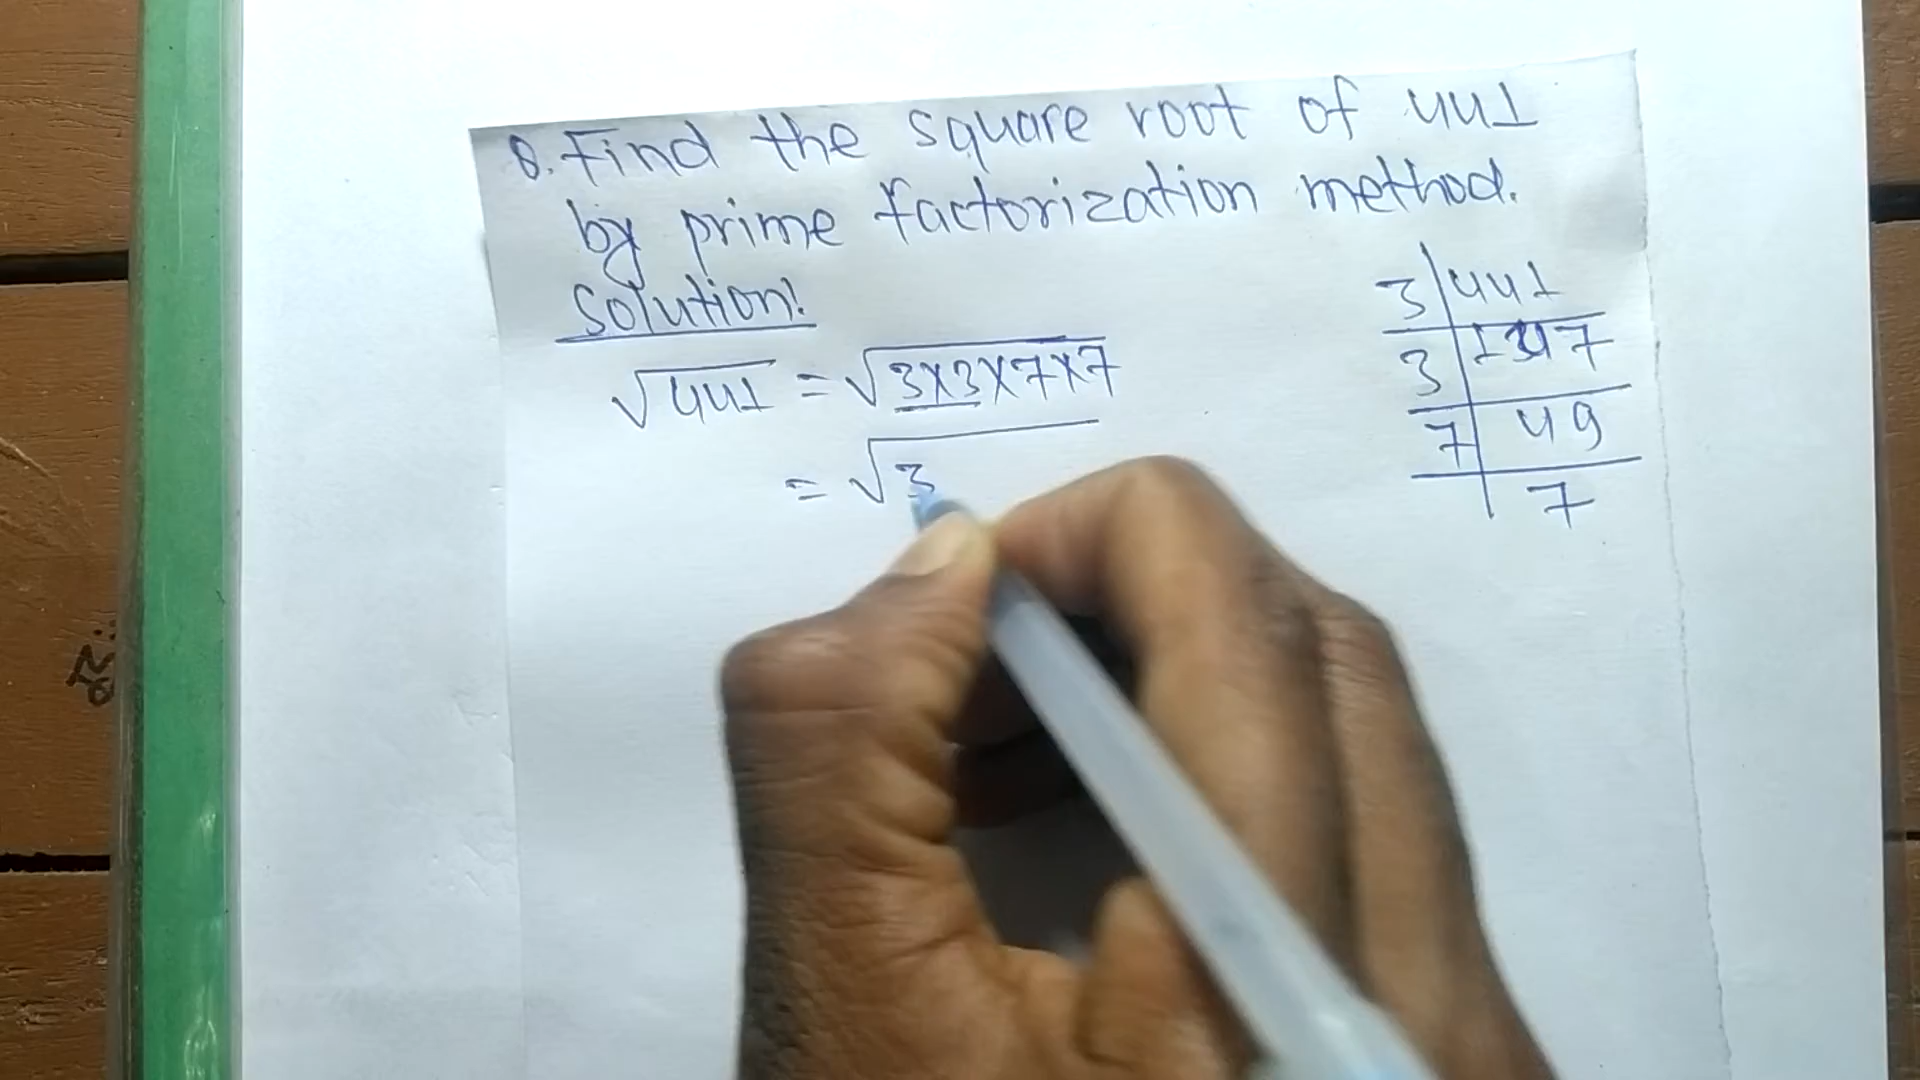 Q. Find the square root of 441
by prime factorization method.
Solution:
√441 = √3×3×7×7
= √3
3 | 441
3 | 147
7 | 49
7